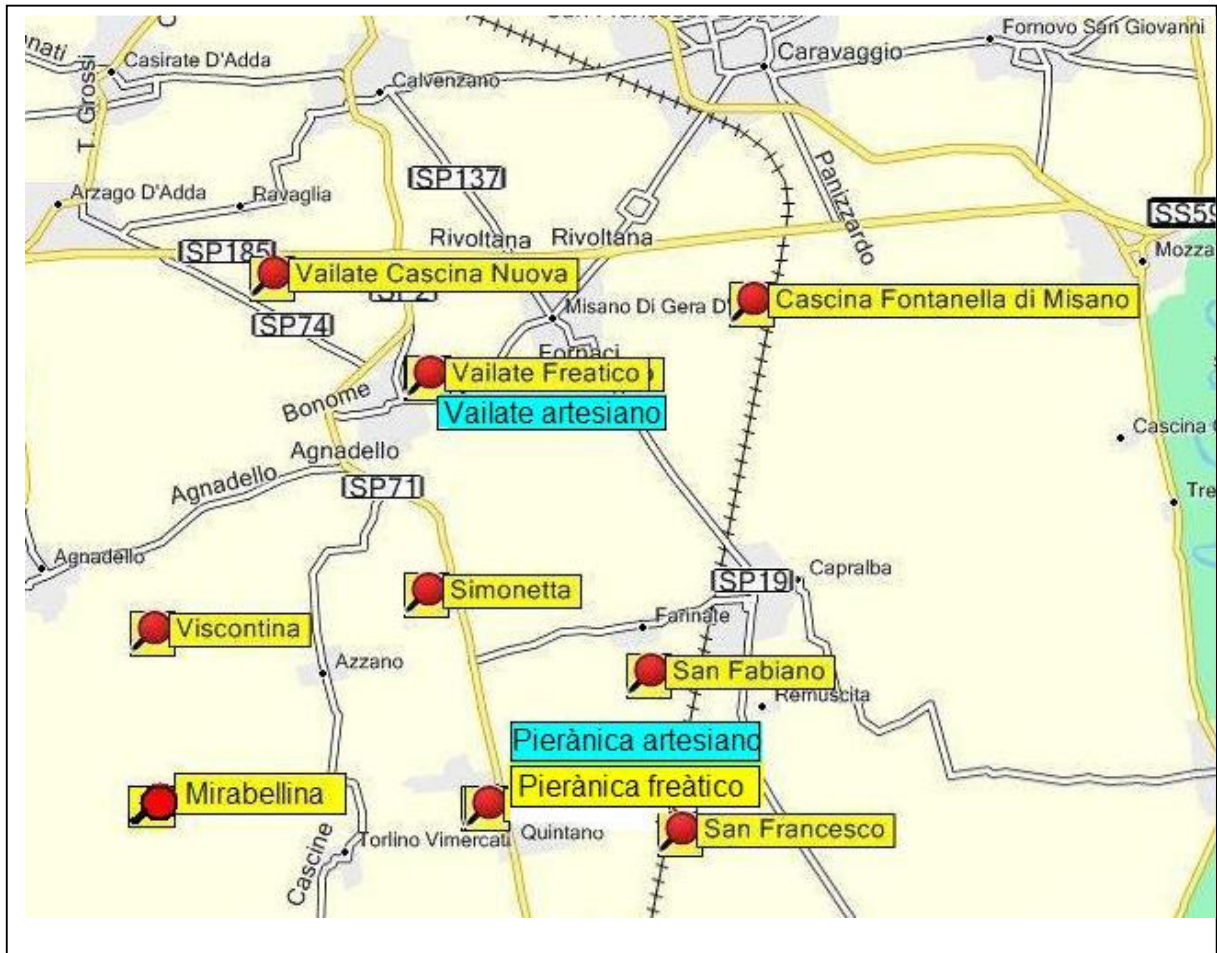 Fornovo San Giovanni
Caravaggio
Casirate D'Adda
Calvenzano
T. Grossi
Panizzardo
SP137
Arzago D'Adda
Ravaglia
SS59
Rivoltana
Rivoltana
SP185
Mozza
Vailate Cascina Nuova
Cascina Fontanella di Misano
Misano Di Gera D'
SP74
Fornaci
Vailate Freatico
Vailate artesiano
Bonome
Cascina
Agnadello
Agnadello
SP71
Tre
Agnadello
SP19
Capralba
Simonetta
Farinate
Viscontina
Azzano
San Fabiano
Remuscita
Pierànica artesiano
Pierànica freàtico
Mirabellina
San Francesco
Quintano
Torlino Vimercati
Cascine